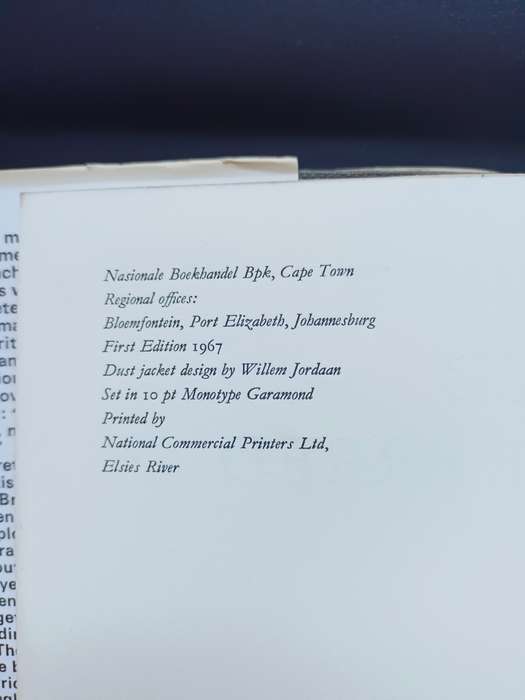 Nasionale Boekhandel Bpk, Cape Town
Regional offices:
Bloemfontein, Port Elizabeth, Johannesburg
First Edition 1967
Dust jacket design by Willem Jordaan
Set in 10 pt Monotype Garamond
Printed by
National Commercial Printers Ltd,
Elsies River